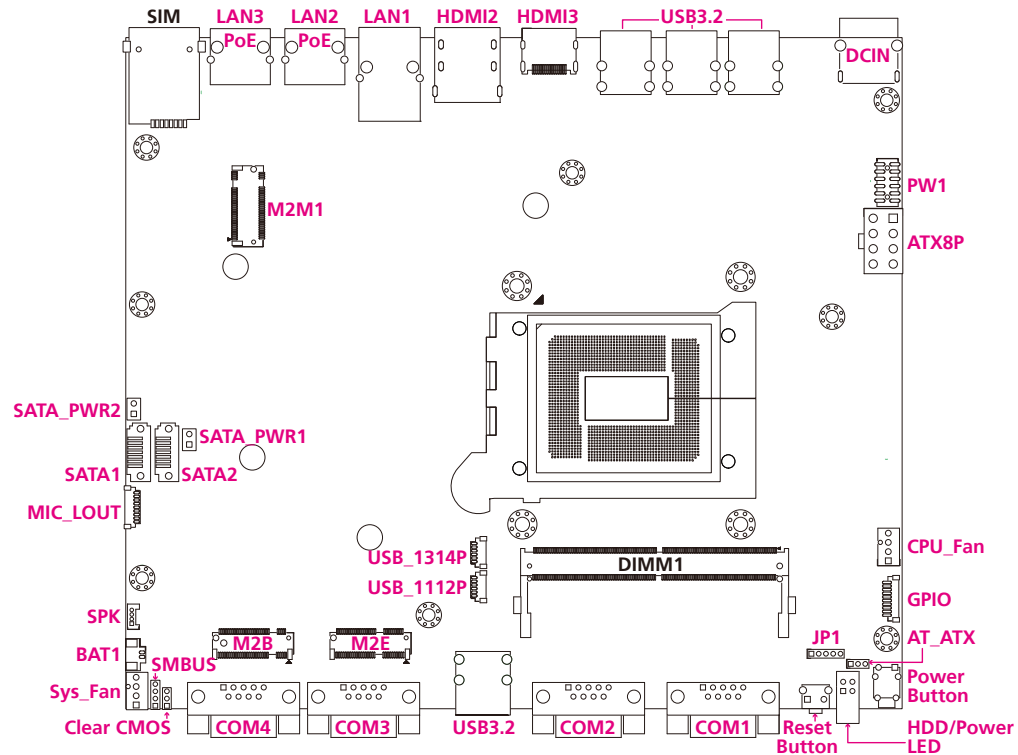 SIM
LAN3
PoE
LAN2
PoE
LAN1
HDMI2
HDMI3
USB3.2
DCIN
M2M1
PW1
ATX8P
SATA_PWR2
SATA_PWR1
SATA1
SATA2
MIC_LOUT
USB_1314P
USB_1112P
DIMM1
CPU_Fan
GPIO
SPK
BAT1
SMBUS
M2B
M2E
JP1
AT_ATX
Sys_Fan
Clear CMOS
COM4
COM3
USB3.2
COM2
COM1
Reset
Button
Power
Button
HDD/Power
LED